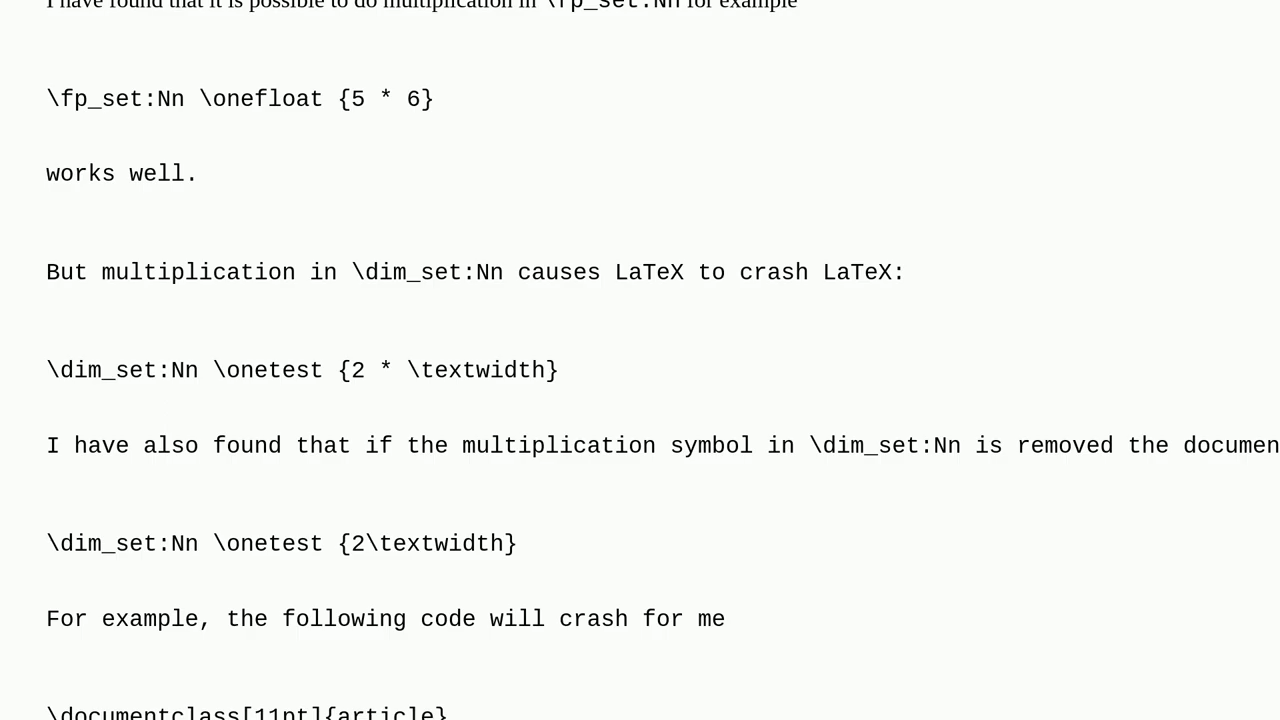 I have found that it is possible to do multiplication in \fp_set:Nn for example
\fp_set:Nn \onefloat {5 * 6}
works well.
But multiplication in \dim_set:Nn causes LaTeX to crash LaTeX:
\dim_set:Nn \onetest {2 * \textwidth}
I have also found that if the multiplication symbol in \dim_set:Nn is removed the documen
\dim_set:Nn \onetest {2\textwidth}
For example, the following code will crash for me
\documentclass[11pt]{article}